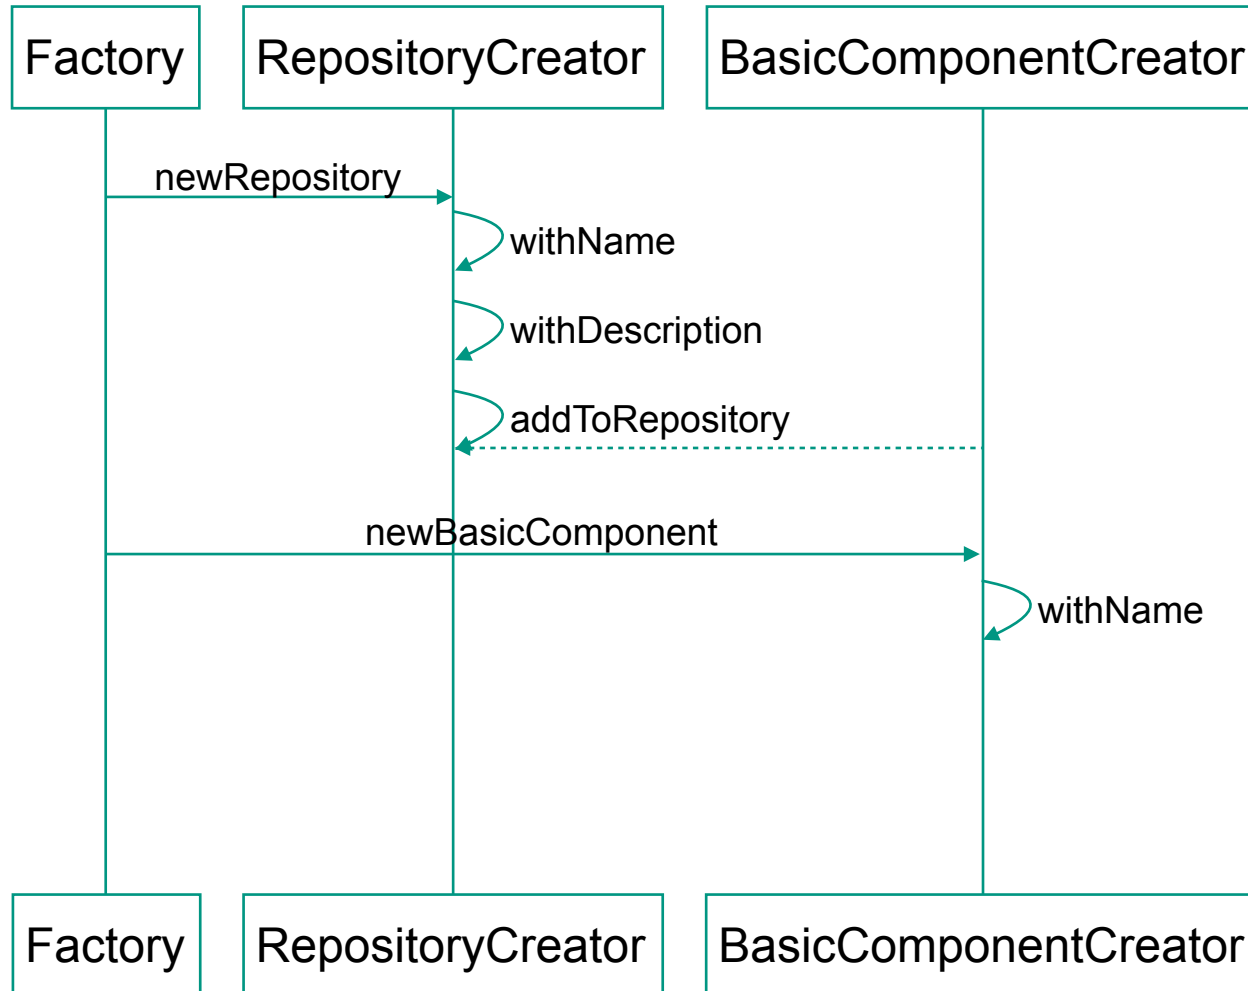 Factory
RepositoryCreator
BasicComponentCreator
newRepository
withName
withDescription
addToRepository
newBasicComponent
withName
Factory
RepositoryCreator
BasicComponentCreator